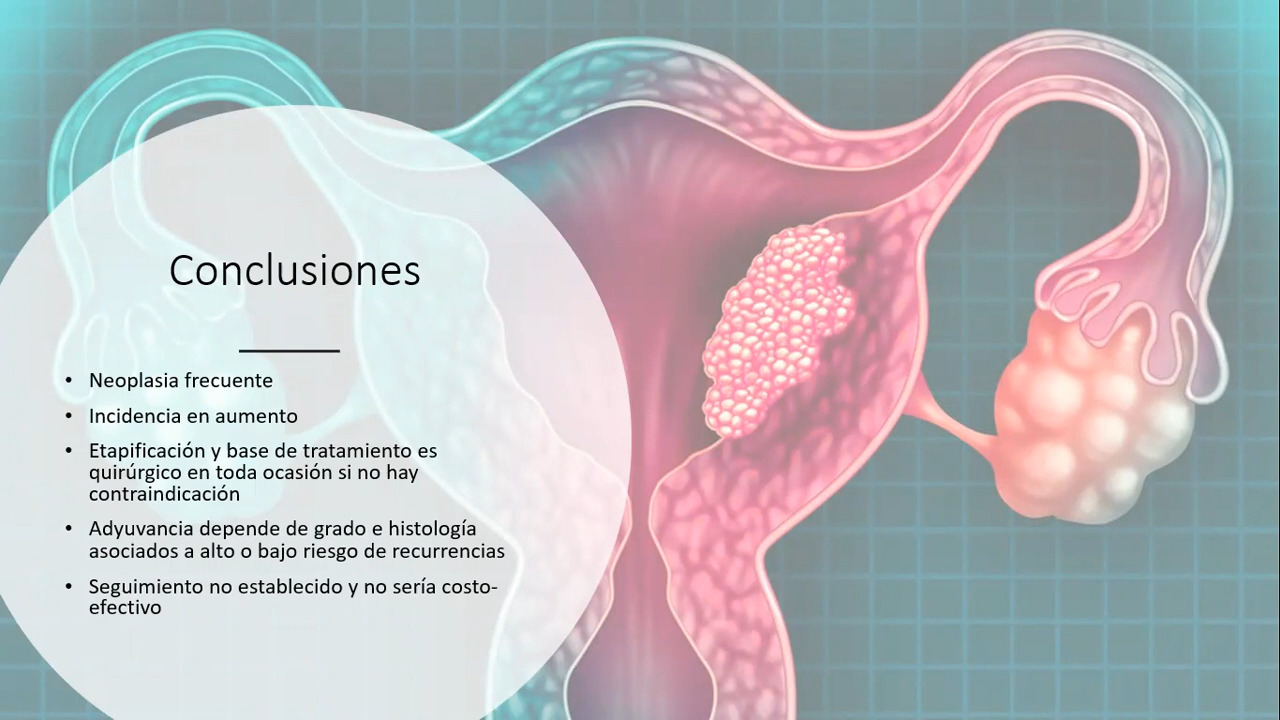 Conclusiones
• Neoplasia frecuente
• Incidencia en aumento
• Etapificación y base de tratamiento es
quirúrgico en toda ocasión si no hay
contraindicación
• Adyuvancia depende de grado e histología
asociados a alto o bajo riesgo de recurrencias
• Seguimiento no establecido y no sería costo-
efectivo